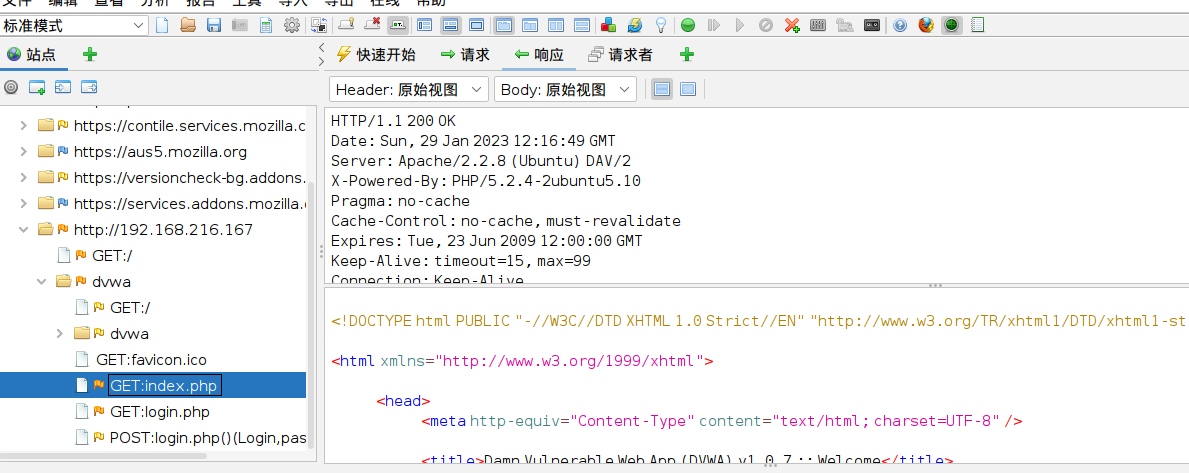 文件 编辑 查看 分析 报告 工具 导入 导出 在线 帮助
标准模式
站点
快速开始 请求 响应 请求者
Header: 原始视图 Body: 原始视图
https://contile.services.mozilla.c
https://aus5.mozilla.org
https://versioncheck-bg.addons.
https://services.addons.mozilla.
http://192.168.216.167
GET:/
dvwa
GET:/
dvwa
GET:favicon.ico
GET:index.php
GET:login.php
POST:login.php()(Login,pas
HTTP/1.1 200 OK
Date: Sun, 29 Jan 2023 12:16:49 GMT
Server: Apache/2.2.8 (Ubuntu) DAV/2
X-Powered-By: PHP/5.2.4-2ubuntu5.10
Pragma: no-cache
Cache-Control: no-cache, must-revalidate
Expires: Tue, 23 Jun 2009 12:00:00 GMT
Keep-Alive: timeout=15, max=99
Connection: Keep-Alive
<!DOCTYPE html PUBLIC "-//W3C//DTD XHTML 1.0 Strict//EN" "http://www.w3.org/TR/xhtml1/DTD/xhtml1-st
<html xmlns="http://www.w3.org/1999/xhtml">
<head>
<meta http-equiv="Content-Type" content="text/html; charset=UTF-8" />
<title>Damn Vulnerable Web App (DVWA) v1.0.7 :: Welcome</title>